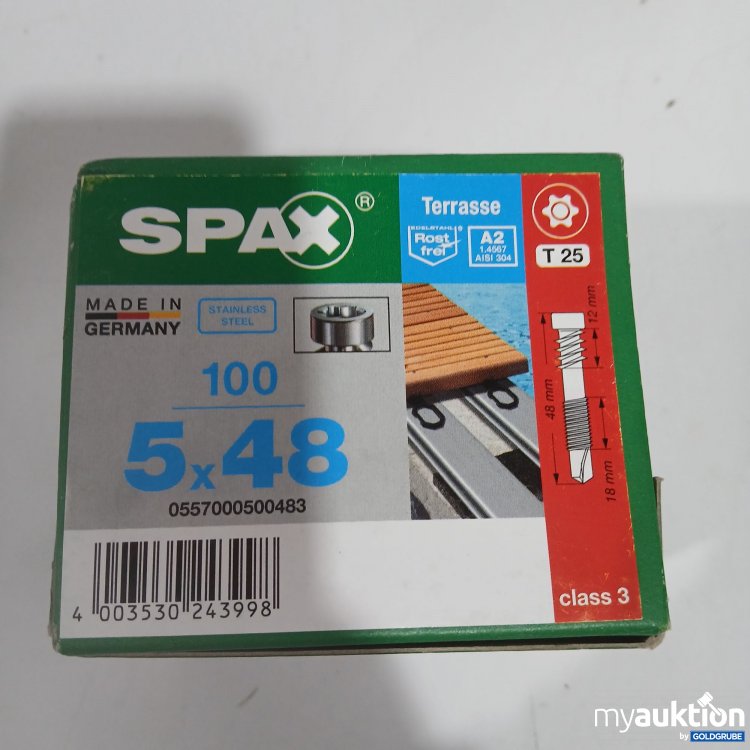 SPAX®
MADE IN
GERMANY
STAINLESS
STEEL
100
5x48
0557000500483
4 003530 243998
Terrasse
EDELSTAHL
Rost
frei
A2
1.4567
AISI 304
T 25
12 mm
48 mm
18 mm
class 3
myauktion
by GOLDGRUBE